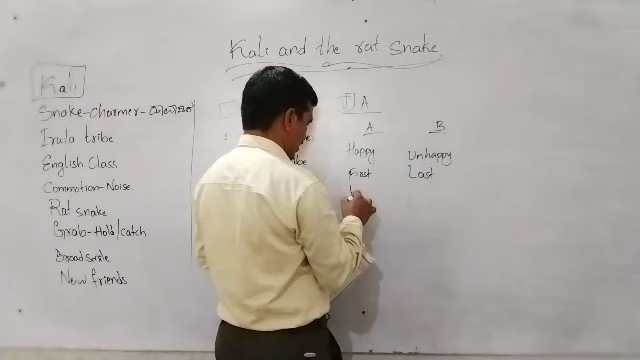 Kali and the rat snake
Kali
Snake-charmer-
Irula tribe
English Class
Commotion-Noise
Rat snake
Grab-Hold/catch
Broad smile
New friends
I A
A B
Happy Unhappy
First Last